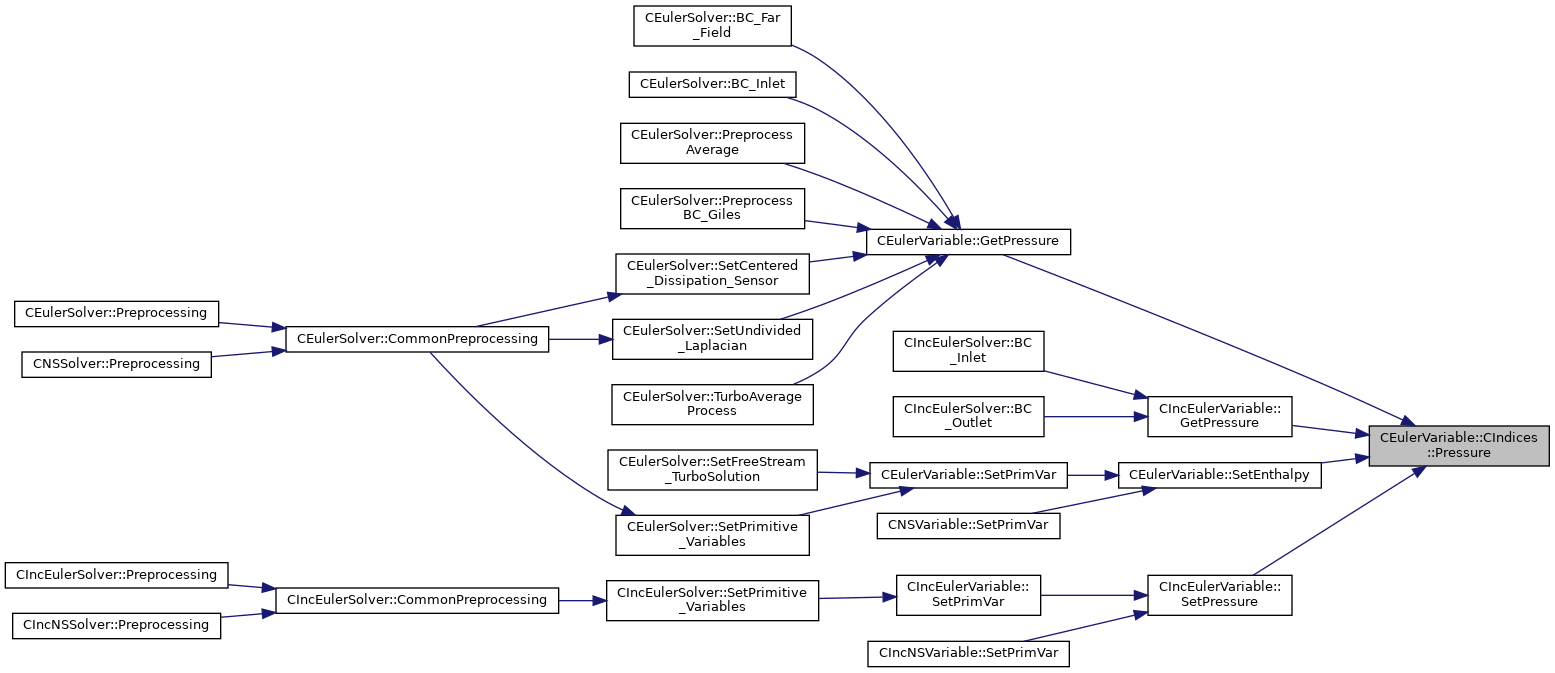 CEulerSolver::BC_Far
_Field
CEulerSolver::BC_Inlet
CEulerSolver::Preprocess
Average
CEulerSolver::Preprocess
BC_Giles
CEulerVariable::GetPressure
CEulerSolver::SetCentered
_Dissipation_Sensor
CEulerSolver::Preprocessing
CEulerSolver::CommonPreprocessing
CEulerSolver::SetUndivided
_Laplacian
CNSSolver::Preprocessing
CIncEulerSolver::BC
_Inlet
CEulerSolver::TurboAverage
Process
CIncEulerSolver::BC
_Outlet
CIncEulerVariable::
GetPressure
CEulerVariable::CIndices
::Pressure
CEulerSolver::SetFreeStream
_TurboSolution
CEulerVariable::SetPrimVar
CEulerVariable::SetEnthalpy
CEulerSolver::SetPrimitive
_Variables
CNSVariable::SetPrimVar
CIncEulerSolver::Preprocessing
CIncEulerSolver::CommonPreprocessing
CIncEulerSolver::SetPrimitive
_Variables
CIncEulerVariable::
SetPrimVar
CIncEulerVariable::
SetPressure
CIncNSSolver::Preprocessing
CIncNSVariable::SetPrimVar